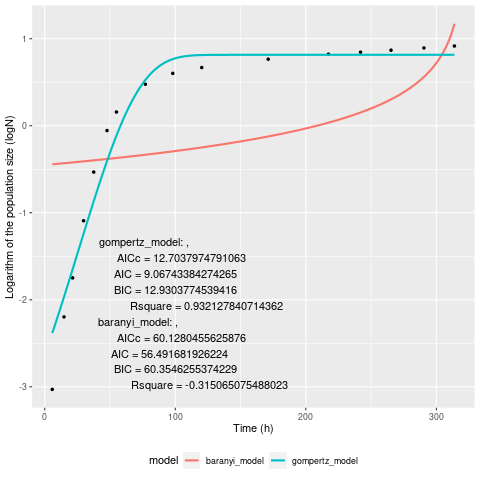 1
0
-1
-2
-3
Logarithm of the population size (logN)
gompertz_model: ,
AICc = 12.7037974791063
AIC = 9.06743384274265
BIC = 12.9303774539416
Rsquare = 0.932127840714362
baranyi_model: ,
AICc = 60.1280455625876
AIC = 56.491681926224
BIC = 60.3546255374229
Rsquare = -0.315065075488023
0 100 200 300
Time (h)
model baranyi_model gompertz_model